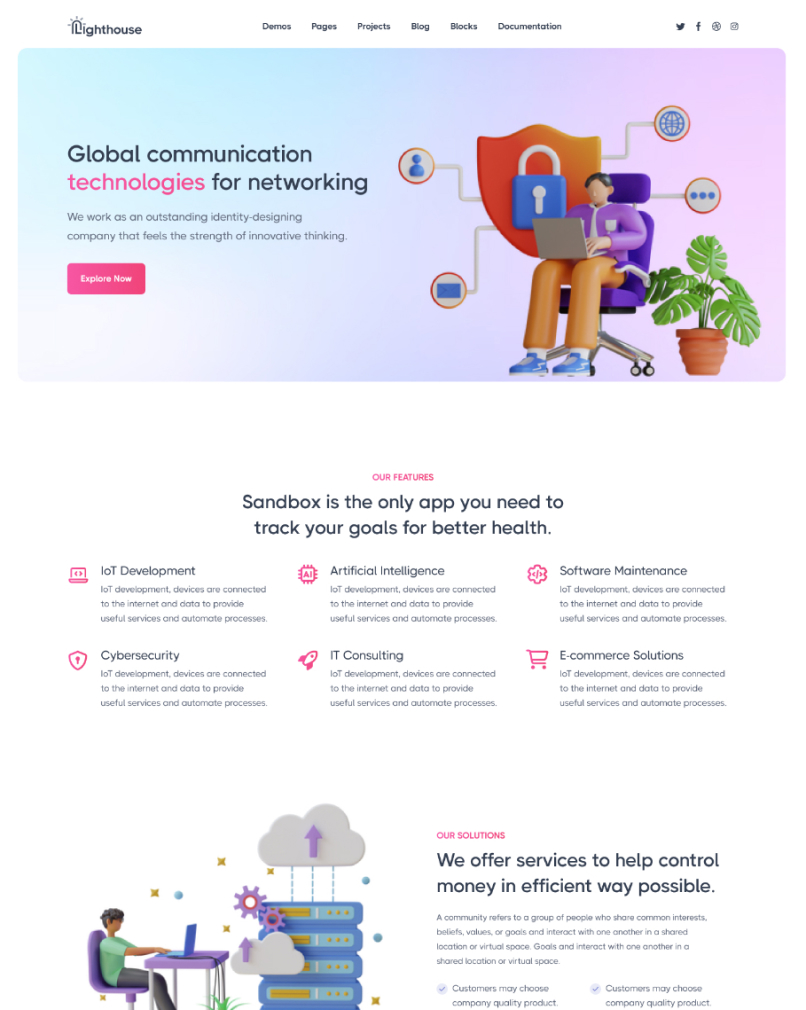 Lighthouse
Demos Pages Projects Blog Blocks Documentation
Global communication
technologies for networking
We work as an outstanding identity-designing
company that feels the strength of innovative thinking.
Explore Now
OUR FEATURES
Sandbox is the only app you need to
track your goals for better health.
IoT Development
IoT development, devices are connected
to the internet and data to provide
useful services and automate processes.
AI
Artificial Intelligence
IoT development, devices are connected
to the internet and data to provide
useful services and automate processes.
Software Maintenance
IoT development, devices are connected
to the internet and data to provide
useful services and automate processes.
Cybersecurity
IoT development, devices are connected
to the internet and data to provide
useful services and automate processes.
IT Consulting
IoT development, devices are connected
to the internet and data to provide
useful services and automate processes.
E-commerce Solutions
IoT development, devices are connected
to the internet and data to provide
useful services and automate processes.
OUR SOLUTIONS
We offer services to help control
money in efficient way possible.
A community refers to a group of people who share common interests,
beliefs, values, or goals and interact with one another in a shared
location or virtual space. Goals and interact with one another in a
shared location or virtual space.
Customers may choose
company quality product.
Customers may choose
company quality product.